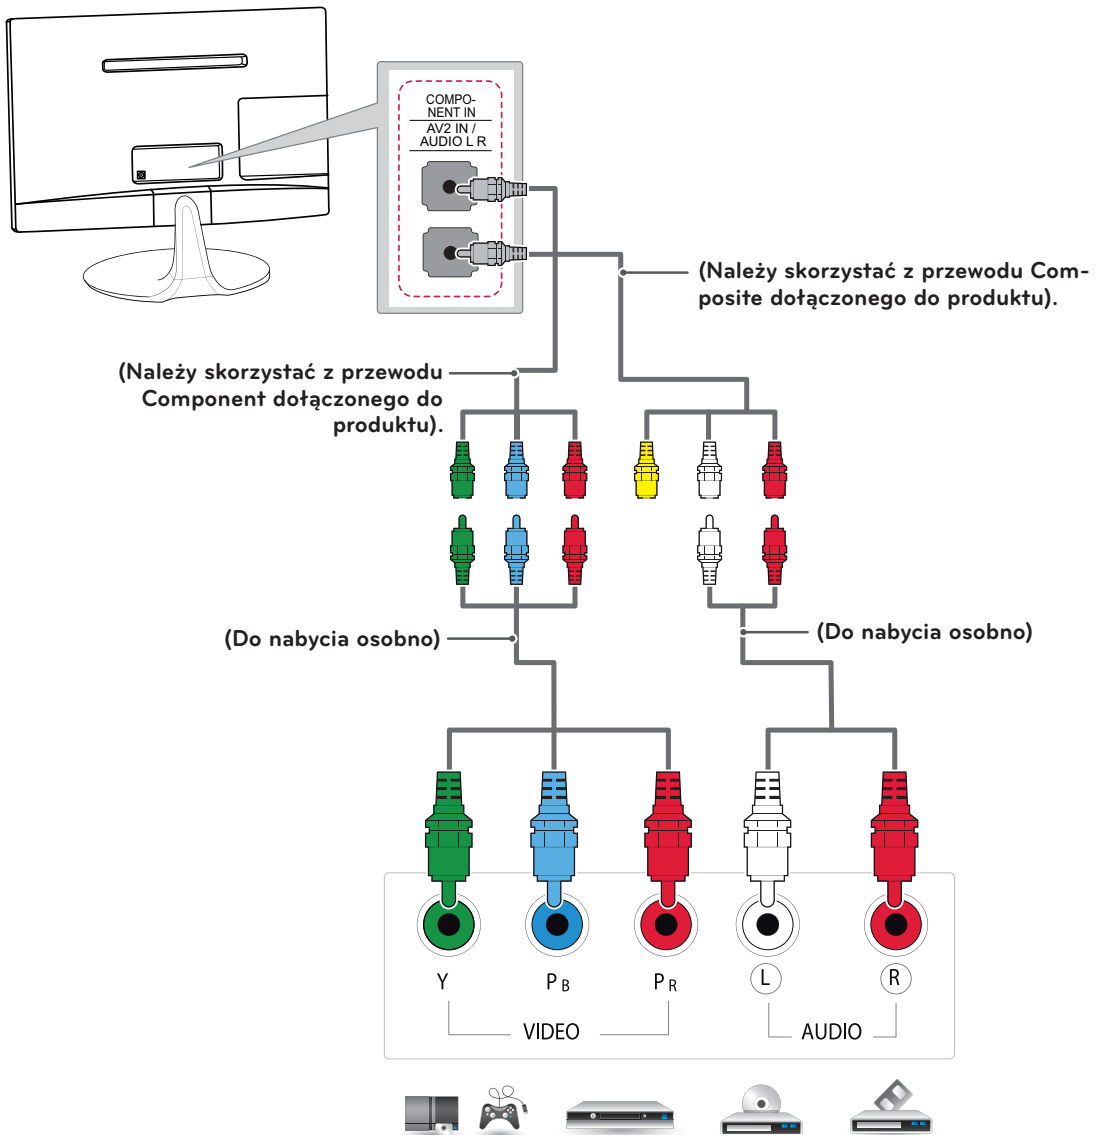 COMPO-
NENT IN
AV2 IN /
AUDIO L R
(Należy skorzystać z przewodu Com-
posite dołączonego do produktu).
(Należy skorzystać z przewodu
Component dołączonego do
produktu).
(Do nabycia osobno)
(Do nabycia osobno)
Y PB PR L R
VIDEO AUDIO